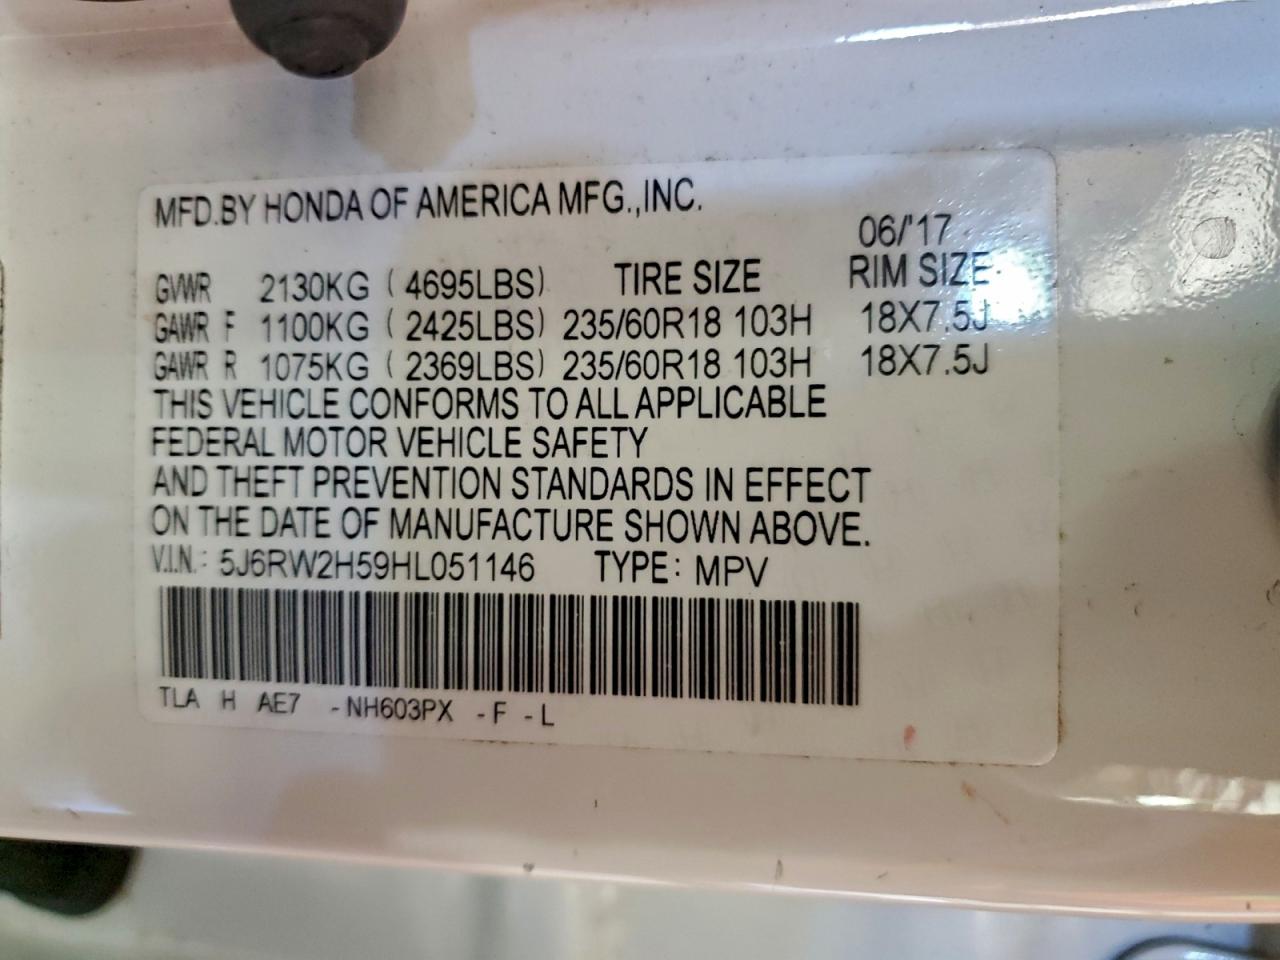 MFD.BY HONDA OF AMERICA MFG.,INC.
06/'17
GVWR 2130KG ( 4695LBS) TIRE SIZE RIM SIZE
GAWR F 1100KG ( 2425LBS) 235/60R18 103H 18X7.5J
GAWR R 1075KG ( 2369LBS) 235/60R18 103H 18X7.5J
THIS VEHICLE CONFORMS TO ALL APPLICABLE
FEDERAL MOTOR VEHICLE SAFETY
AND THEFT PREVENTION STANDARDS IN EFFECT
ON THE DATE OF MANUFACTURE SHOWN ABOVE.
V.I.N.: 5J6RW2H59HL051146 TYPE: MPV
TLA H AE7 -NH603PX -F -L